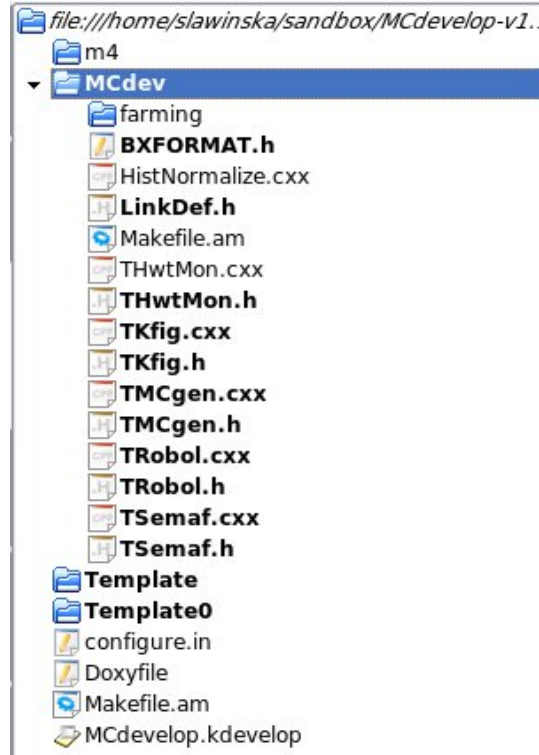 file:///home/slawinska/sandbox/MCdevelop-v1...
m4
MCdev
farming
BXFORMAT.h
HistNormalize.cxx
LinkDef.h
Makefile.am
THwtMon.cxx
THwtMon.h
TKfig.cxx
TKfig.h
TMCgen.cxx
TMCgen.h
TRobol.cxx
TRobol.h
TSemaf.cxx
TSemaf.h
Template
Template0
configure.in
Doxyfile
Makefile.am
MCdevelop.kdevelop